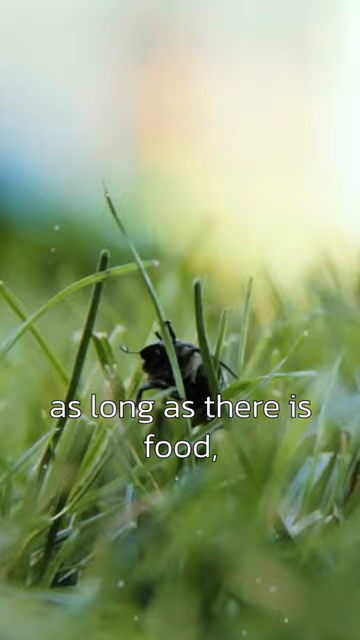 as long as there is
food,